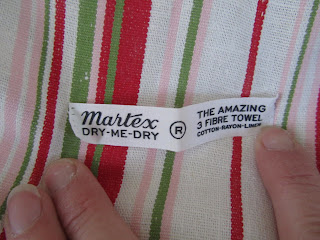 Martex
DRY-ME-DRY
®
THE AMAZING
3 FIBRE TOWEL
COTTON-RAYON-LINEN